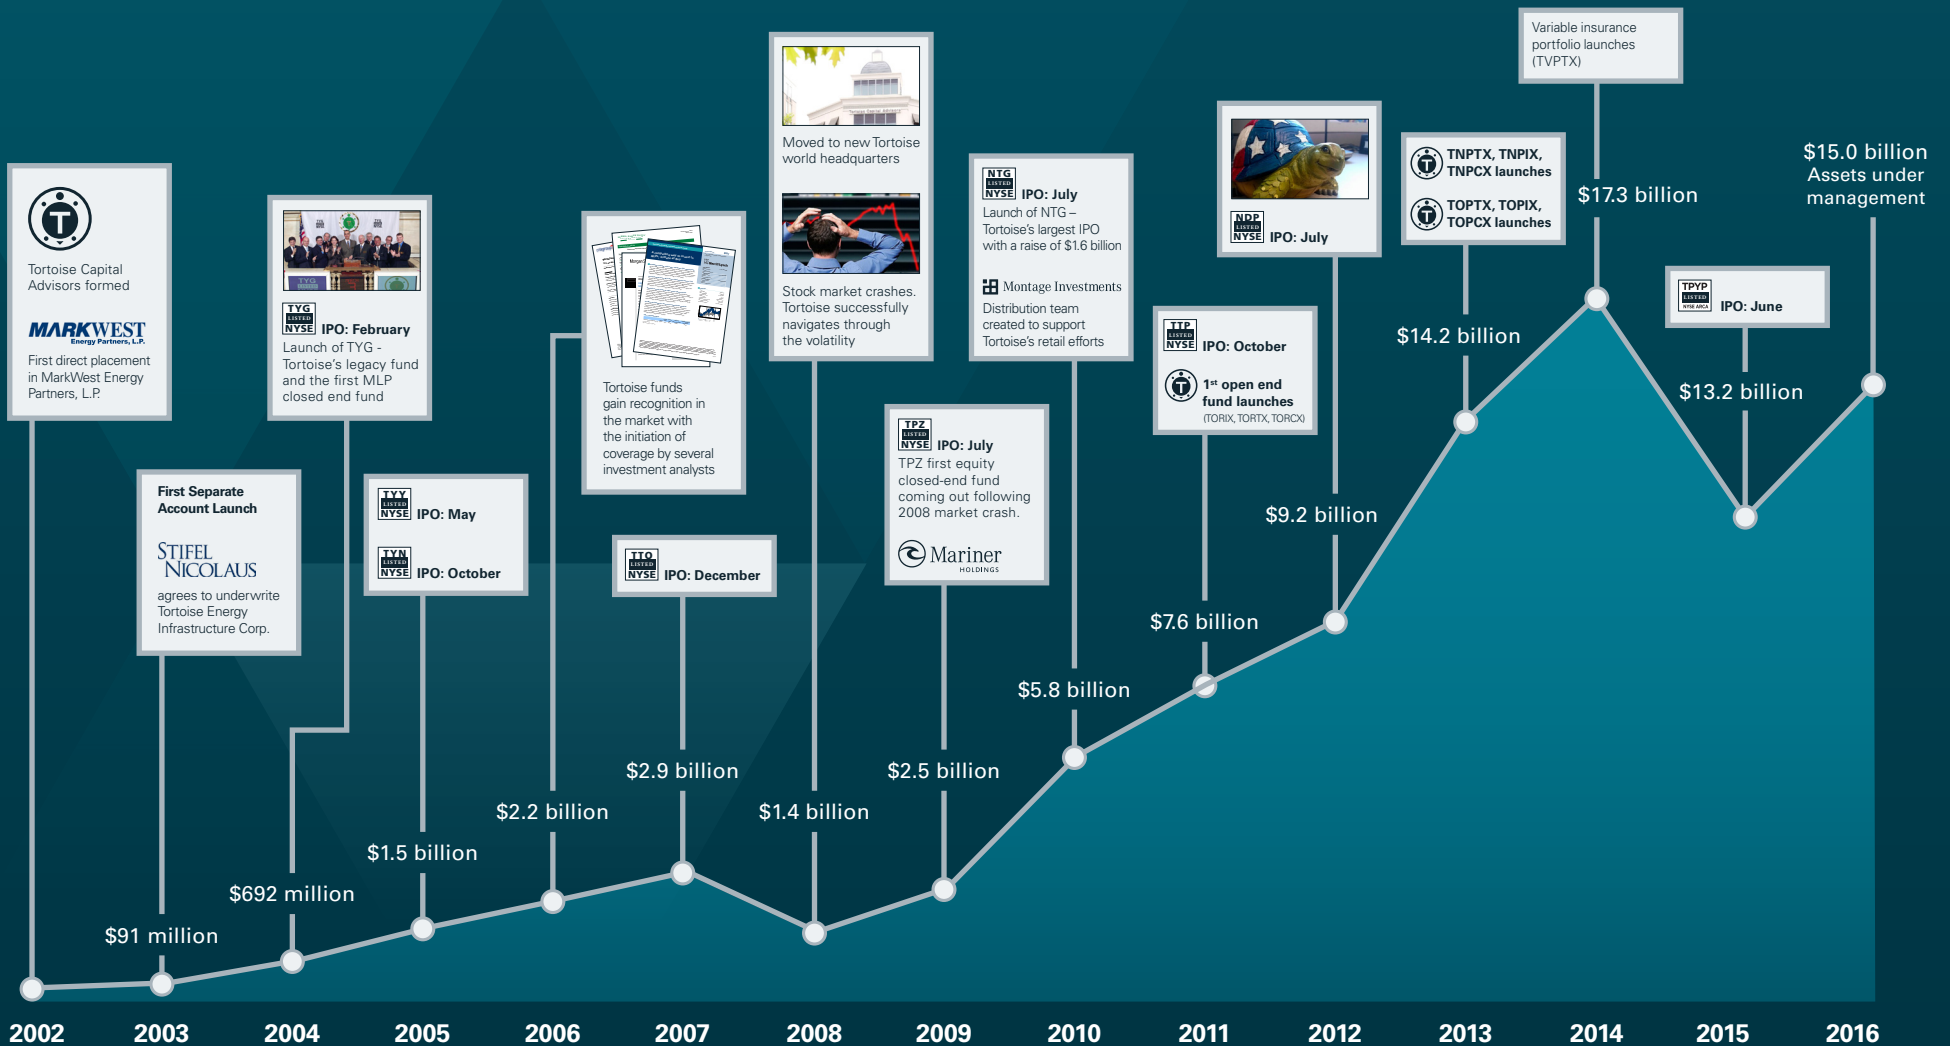 Tortoise Capital
Advisors formed
MARKWEST
Energy Partners, L.P.
First direct placement
in MarkWest Energy
Partners, L.P.
First Separate
Account Launch
STIFEL
NICOLAUS
agrees to underwrite
Tortoise Energy
Infrastructure Corp.
$91 million
TYG
LISTED
NYSE
IPO: February
Launch of TYG -
Tortoise's legacy fund
and the first MLP
closed end fund
$692 million
TYY
LISTED
NYSE
IPO: May
TYN
LISTED
NYSE
IPO: October
$1.5 billion
Tortoise funds
gain recognition in
the market with
the initiation of
coverage by several
investment analysts
$2.2 billion
TTO
LISTED
NYSE
IPO: December
$2.9 billion
Tortoise Capital Advisors
Moved to new Tortoise
world headquarters
Stock market crashes.
Tortoise successfully
navigates through
the volatility
$1.4 billion
TPZ
LISTED
NYSE
IPO: July
TPZ first equity
closed-end fund
coming out following
2008 market crash.
Mariner
HOLDINGS
$2.5 billion
NTG
LISTED
NYSE
IPO: July
Launch of NTG –
Tortoise's largest IPO
with a raise of $1.6 billion
Montage Investments
Distribution team
created to support
Tortoise's retail efforts
$5.8 billion
TTP
LISTED
NYSE
IPO: October
T
1st open end
fund launches
(TORIX, TORTX, TORCX)
$7.6 billion
NDP
LISTED
NYSE
IPO: July
$9.2 billion
T
TNPTX, TNPIX,
TNPCX launches
T
TOPTX, TOPIX,
TOPCX launches
$14.2 billion
Variable insurance
portfolio launches
(TVPTX)
$17.3 billion
TPYP
LISTED
NYSE ARCA
IPO: June
$13.2 billion
$15.0 billion
Assets under
management
2002 2003 2004 2005 2006 2007 2008 2009 2010 2011 2012 2013 2014 2015 2016